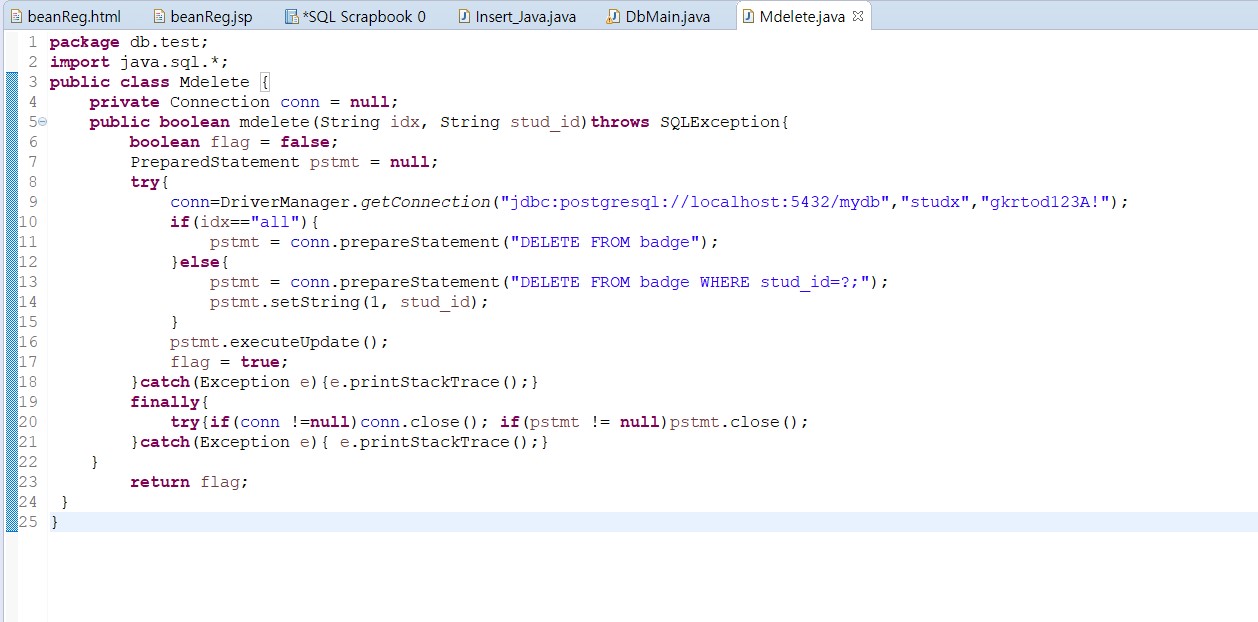 beanReg.html beanReg.jsp *SQL Scrapbook 0 Insert_Java.java DbMain.java Mdelete.java
1 package db.test;
2 import java.sql.*;
3 public class Mdelete {
4 private Connection conn = null;
5 public boolean mdelete(String idx, String stud_id)throws SQLException{
6 boolean flag = false;
7 PreparedStatement pstmt = null;
8 try{
9 conn=DriverManager.getConnection("jdbc:postgresql://localhost:5432/mydb","studx","gkrtod123A!");
10 if(idx=="all"){
11 pstmt = conn.prepareStatement("DELETE FROM badge");
12 }else{
13 pstmt = conn.prepareStatement("DELETE FROM badge WHERE stud_id=?;");
14 pstmt.setString(1, stud_id);
15 }
16 pstmt.executeUpdate();
17 flag = true;
18 }catch(Exception e){e.printStackTrace();}
19 finally{
20 try{if(conn !=null)conn.close(); if(pstmt != null)pstmt.close();
21 }catch(Exception e){ e.printStackTrace();}
22 }
23 return flag;
24 }
25 }